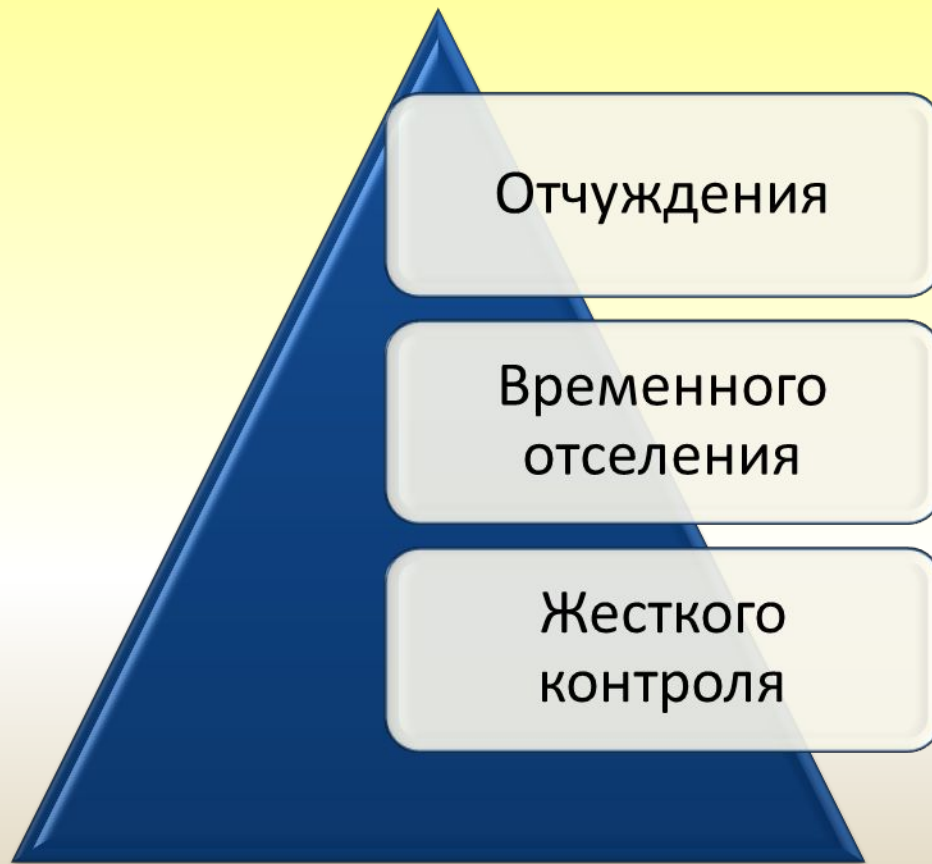 Отчуждения
Временного
отселения
Жесткого
контроля